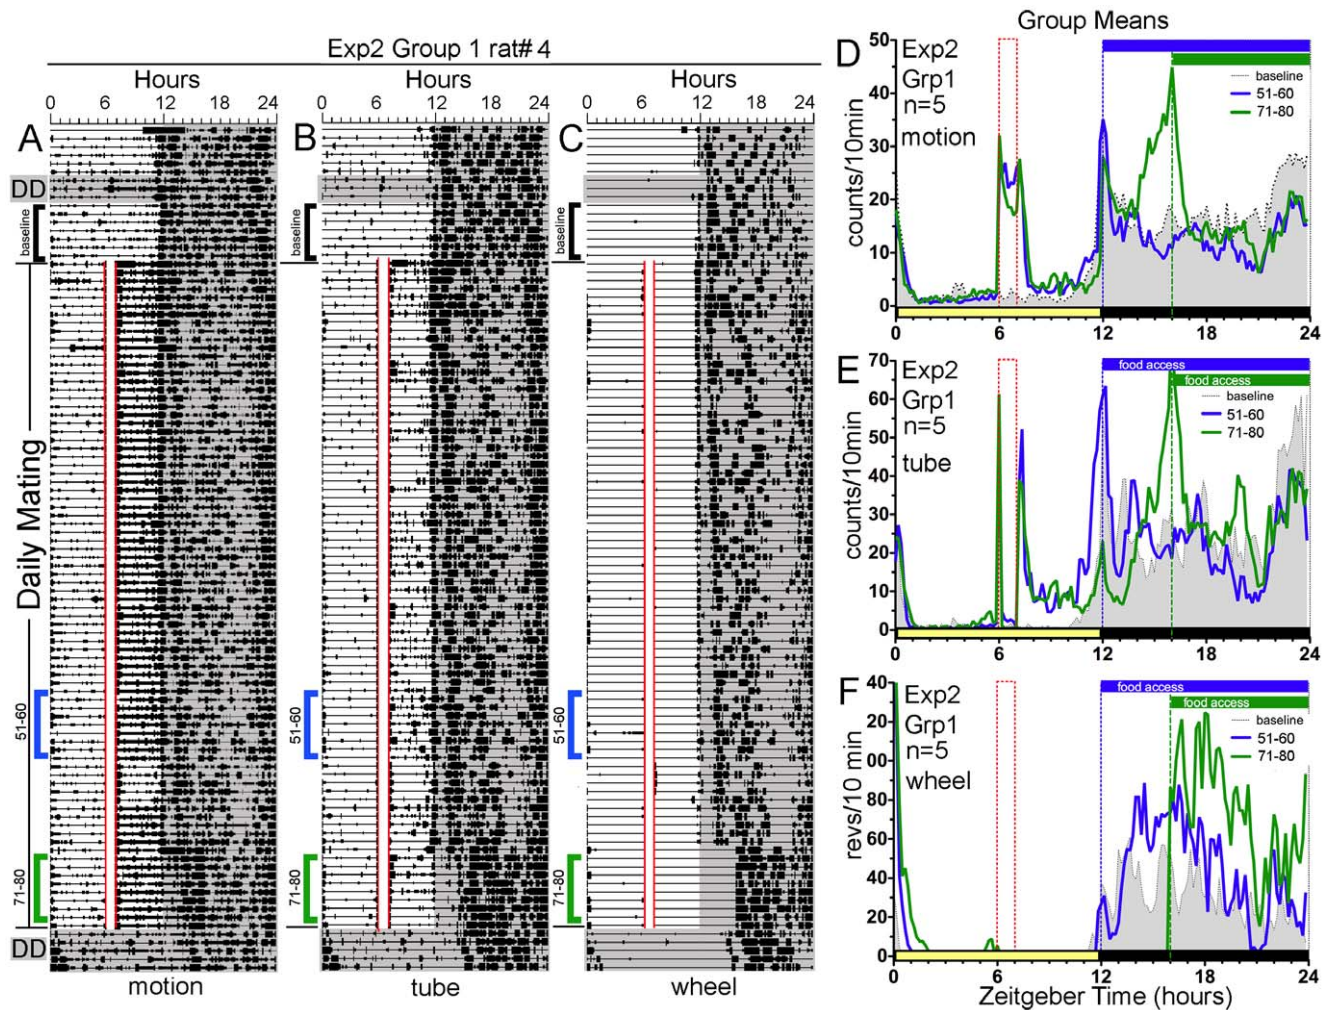 Exp2 Group 1 rat# 4
Hours
Hours
Hours
0 6 12 18 24
0 6 12 18 24
0 12 18 24
A
B
C
DD
baseline
baseline
baseline
Daily Mating
51-60
51-60
51-60
71-80
71-80
71-80
DD
motion
tube
wheel
Group Means
D
Exp2
Grp1
n=5
motion
baseline
51-60
71-80
counts/10min
50
40
30
20
10
0
0 6 12 18 24
E
Exp2
Grp1
n=5
tube
food access
food access
baseline
51-60
71-80
counts/10min
70
60
50
40
30
20
10
0
0 6 12 18 24
F
Exp2
Grp1
n=5
wheel
food access
food access
baseline
51-60
71-80
revs/10 min
40
20
00
80
60
40
20
0
0 6 12 18 24
Zeitgeber Time (hours)